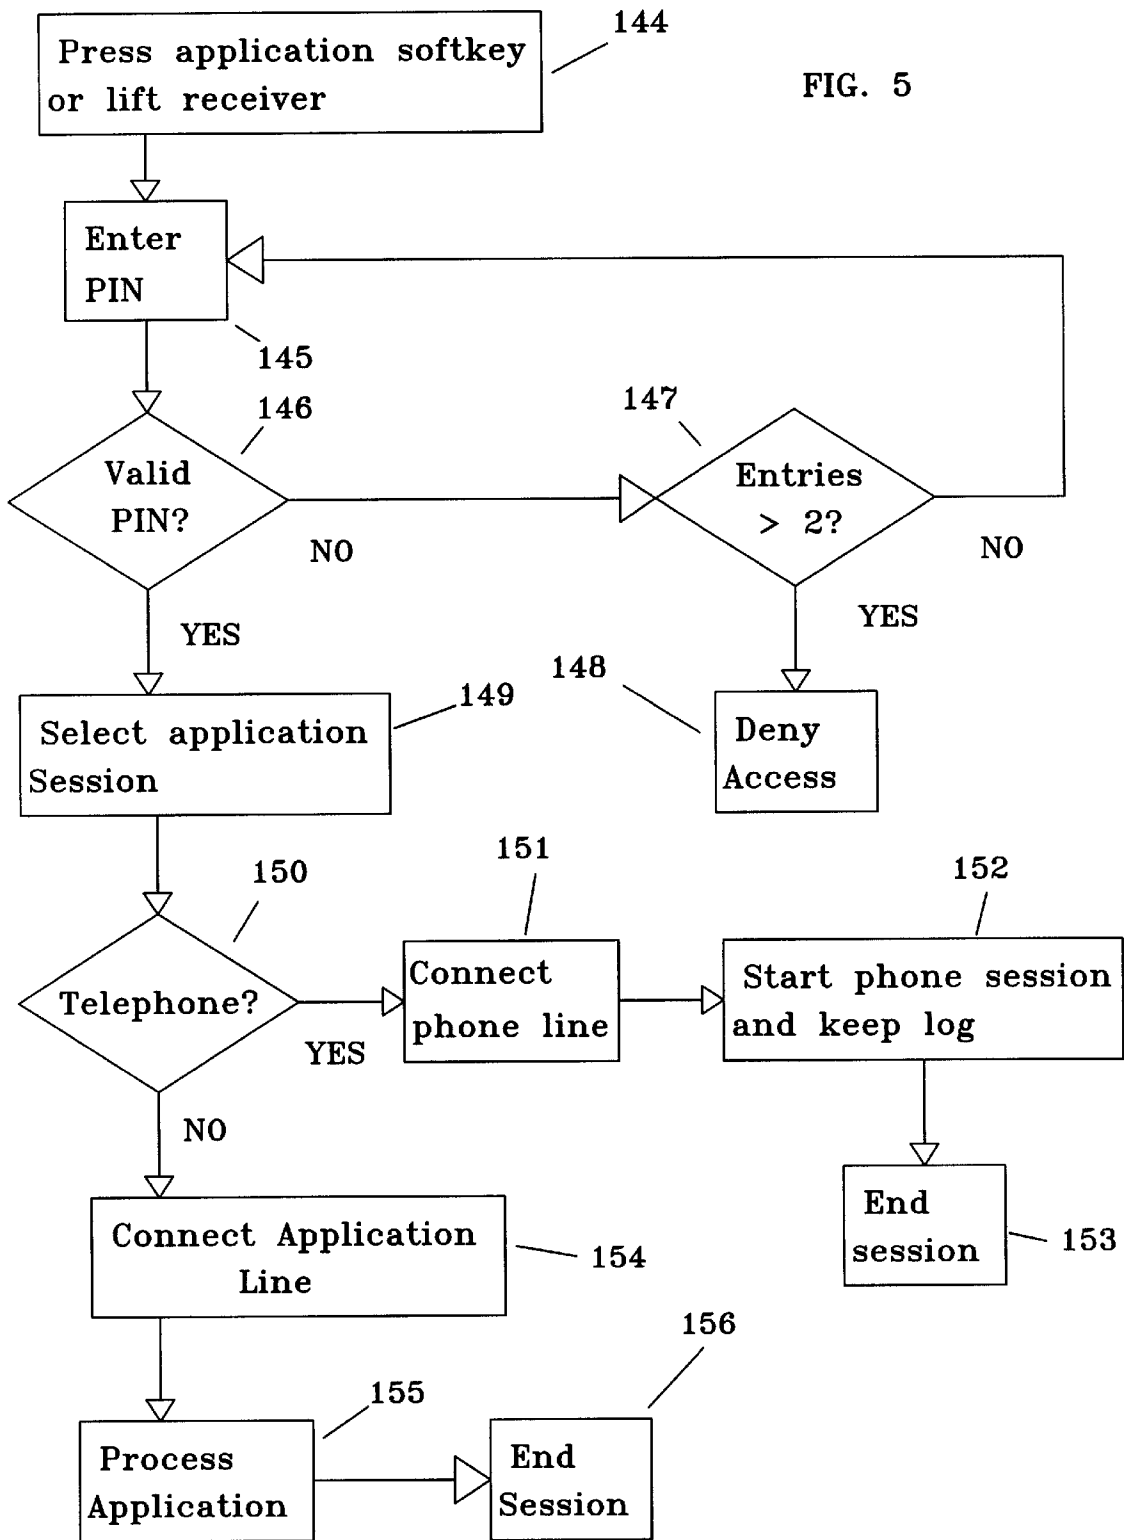 144
Press application softkey
or lift receiver
FIG. 5
Enter
PIN
145
146
Valid
PIN?
NO
147
Entries
> 2?
NO
YES
YES
148
Deny
Access
149
Select application
Session
150
Telephone?
YES
151
Connect
phone line
152
Start phone session
and keep log
NO
End
session
153
Connect Application
Line
154
155
Process
Application
156
End
Session